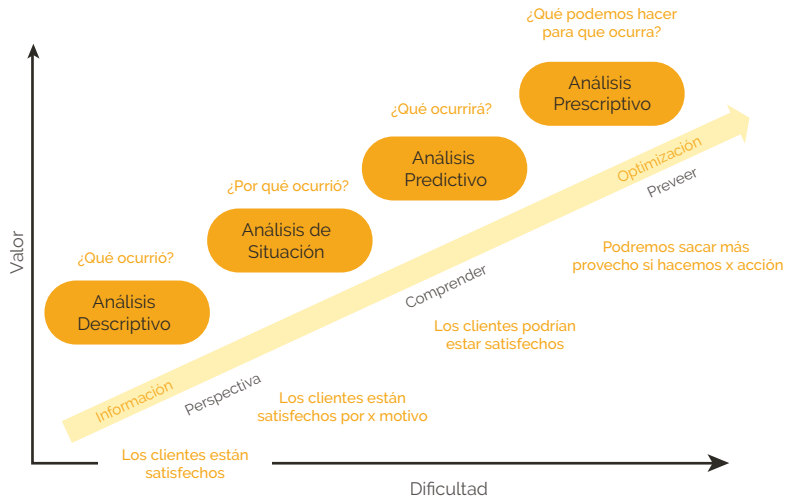 ¿Qué podemos hacer
para que ocurra?
Análisis
Prescriptivo
¿Qué ocurrirá?
Análisis
Predictivo
¿Por qué ocurrió?
Análisis de
Situación
¿Qué ocurrió?
Análisis
Descriptivo
Valor
Optimización
Preveer
Comprender
Perspectiva
Información
Podremos sacar más
provecho si hacemos x acción
Los clientes podrían
estar satisfechos
Los clientes están
satisfechos por x motivo
Los clientes están
satisfechos
Dificultad